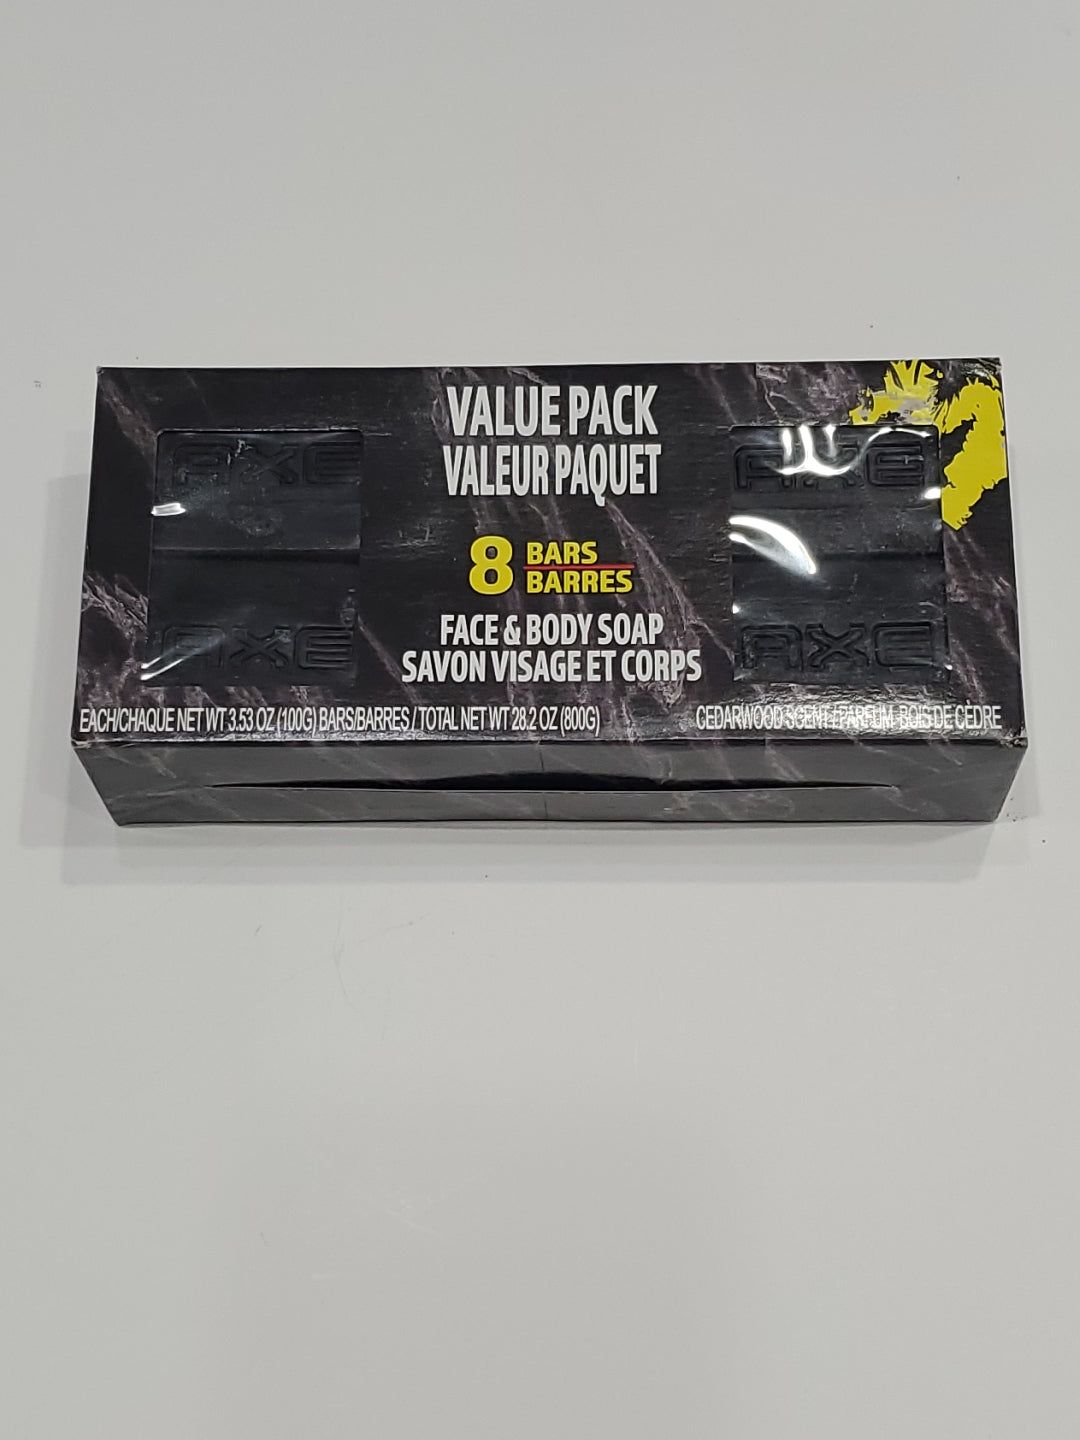 VALUE PACK
VALEUR PAQUET
AXE
AXE
8 BARS
BARRES
FACE & BODY SOAP
SAVON VISAGE ET CORPS
AXE
AXE
EACH/CHAQUE NET WT 3.53 OZ (100G) BARS/BARRES / TOTAL NET WT 28.2 OZ (800G)
CEDARWOOD SCENT / PARFUM BOIS DE CÈDRE